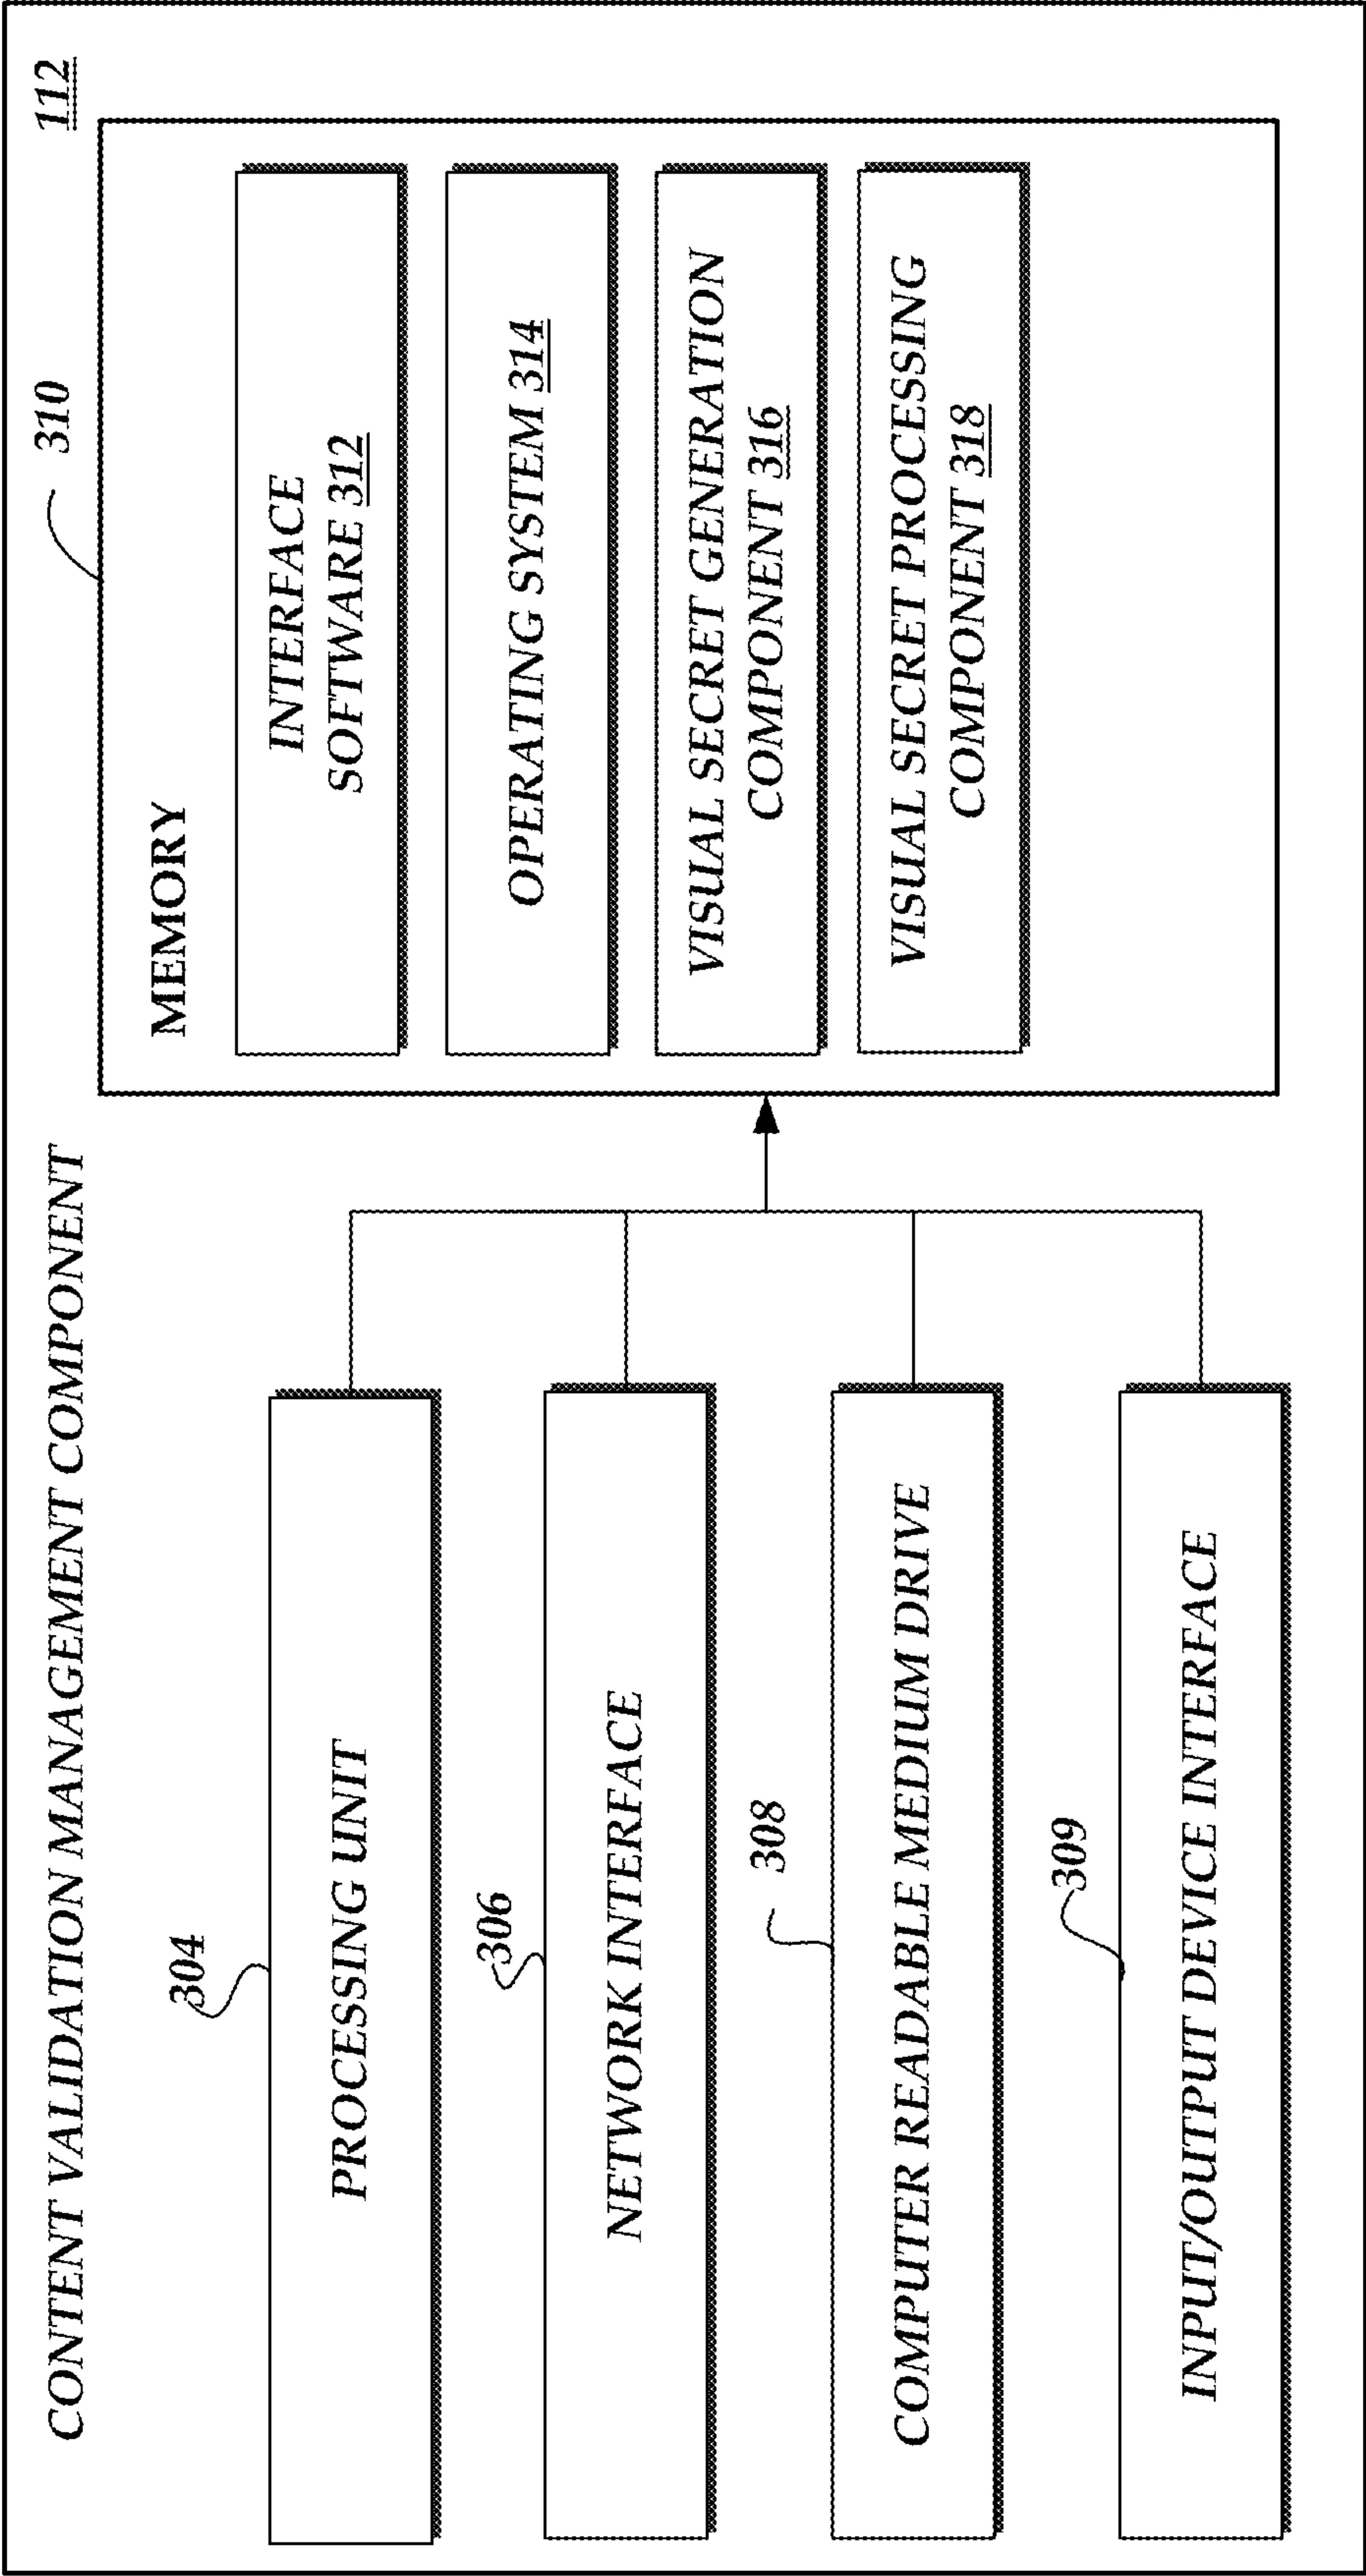 CONTENT VALIDATION MANAGEMENT COMPONENT
112
304
PROCESSING UNIT
306
NETWORK INTERFACE
308
COMPUTER READABLE MEDIUM DRIVE
309
INPUT/OUTPUT DEVICE INTERFACE
310
MEMORY
INTERFACE
SOFTWARE 312
OPERATING SYSTEM 314
VISUAL SECRET GENERATION
COMPONENT 316
VISUAL SECRET PROCESSING
COMPONENT 318